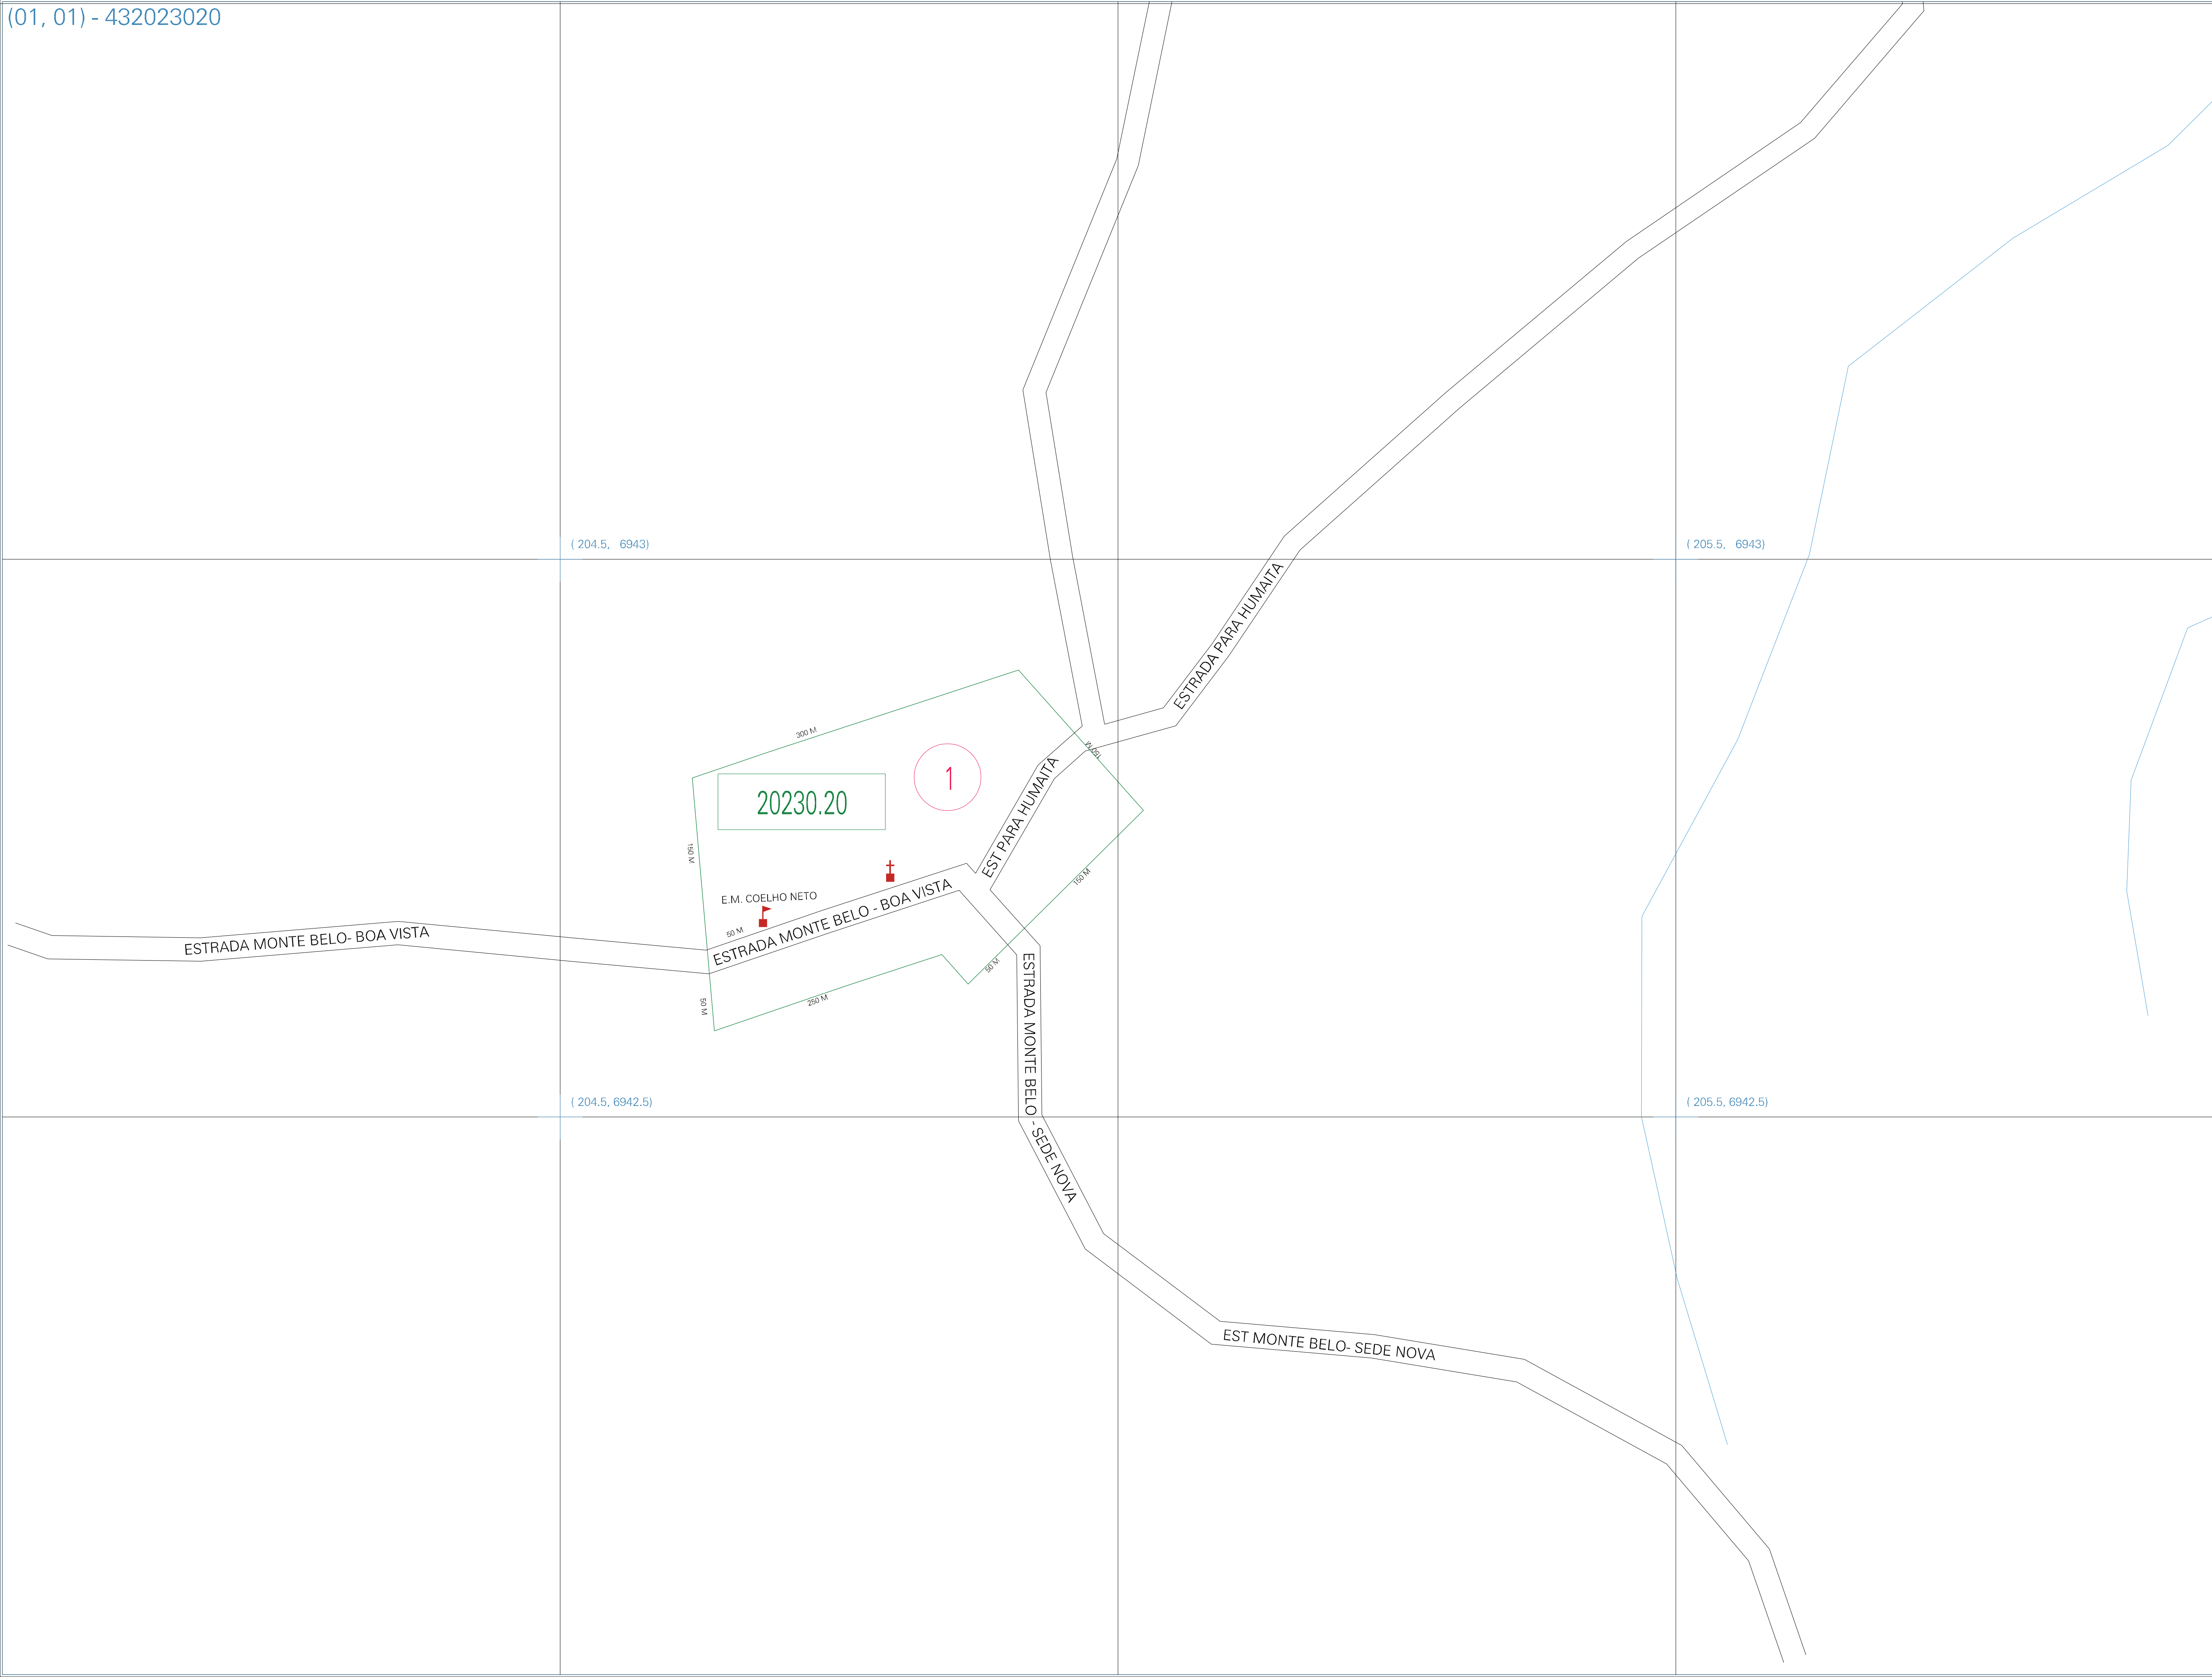 (01, 01) - 432023020
( 204.5, 6943)
( 205.5, 6943)
ESTRADA PARA HUMAITA
300 M
150 M
1
20230.20
EST PARA HUMAITA
150 M
150 M
E.M. COELHO NETO
50 M
ESTRADA MONTE BELO - BOA VISTA
ESTRADA MONTE BELO- BOA VISTA
50 M
50 M
250 M
ESTRADA MONTE BELO - SEDE NOVA
( 204.5, 6942.5)
( 205.5, 6942.5)
EST MONTE BELO- SEDE NOVA